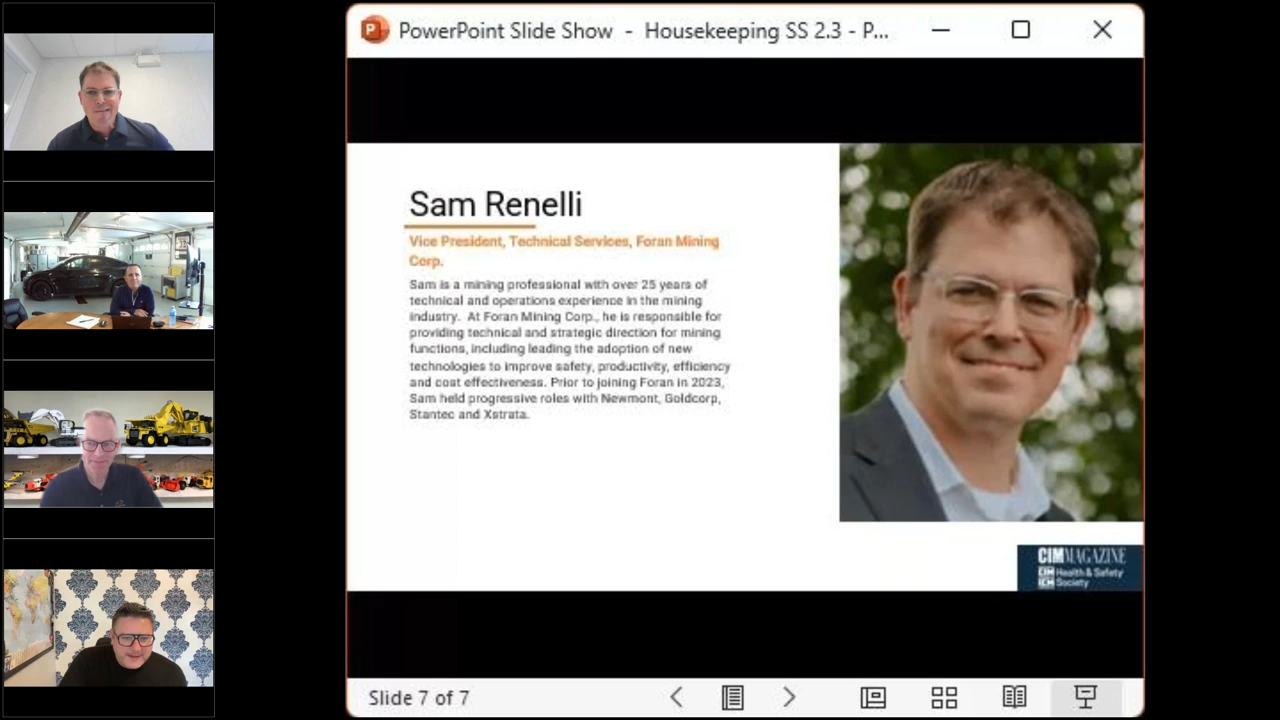 PowerPoint Slide Show - Housekeeping SS 2.3 - P...
Sam Renelli
Vice President, Technical Services, Foran Mining
Corp.
Sam is a mining professional with over 25 years of
technical and operations experience in the mining
industry. At Foran Mining Corp., he is responsible for
providing technical and strategic direction for mining
functions, including leading the adoption of new
technologies to improve safety, productivity, efficiency
and cost effectiveness. Prior to joining Foran in 2023,
Sam held progressive roles with Newmont, Goldcorp,
Stantec and Xstrata.
CIMMAGAZINE
CIM Health & Safety
ICM Society
Slide 7 of 7